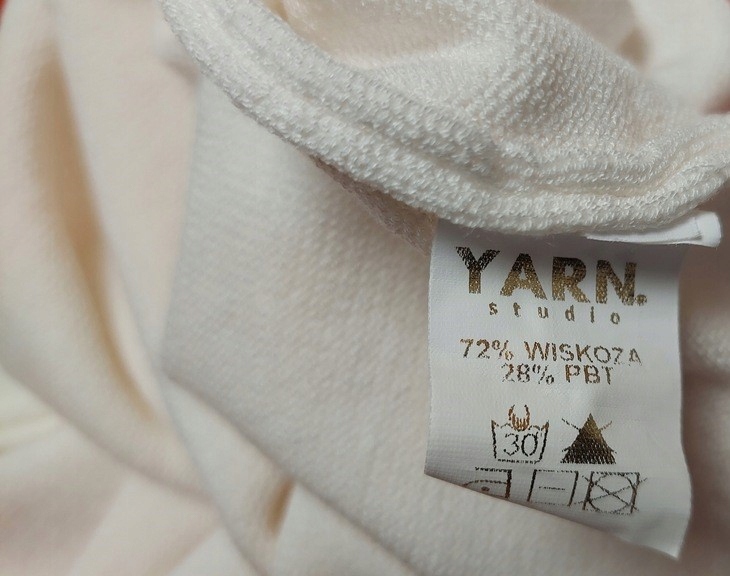 YARN.
studio
72% WISKOZA
28% PBT
30